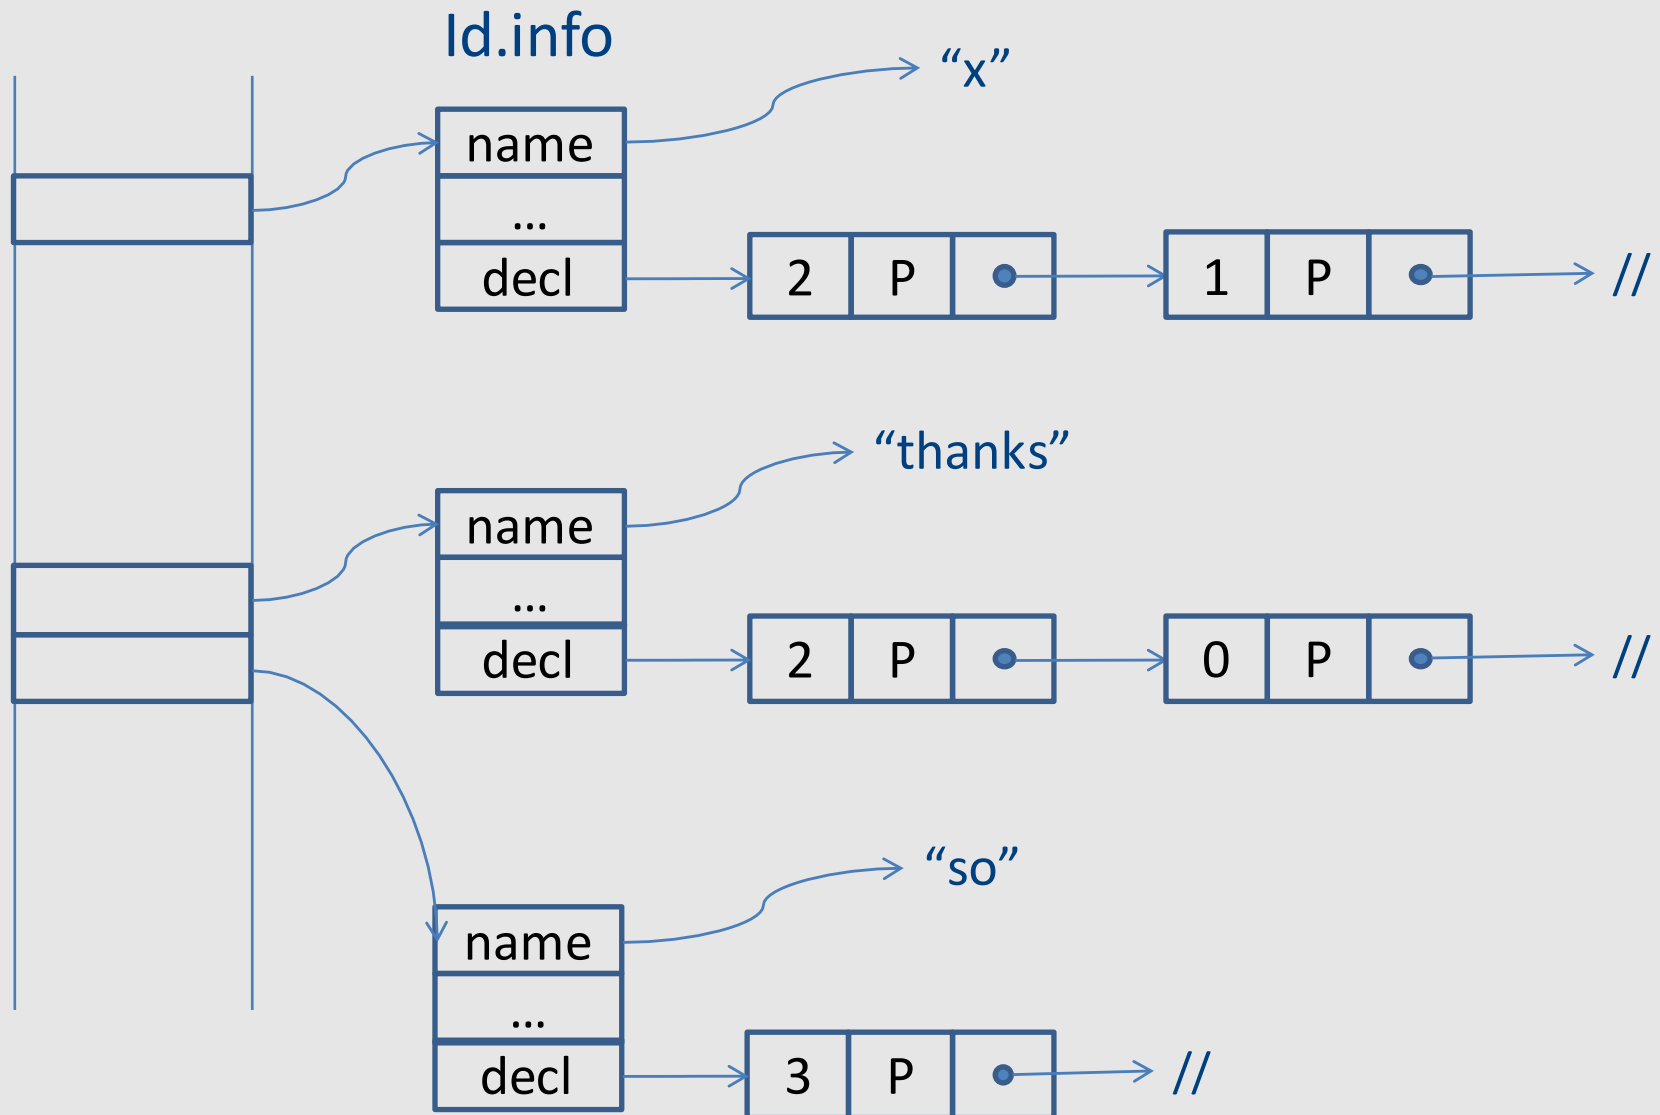 Id.info
“x”
name
...
decl
2 P
1 P
//
“thanks”
name
...
decl
2 P
0 P
//
“so”
name
...
decl
3 P
//